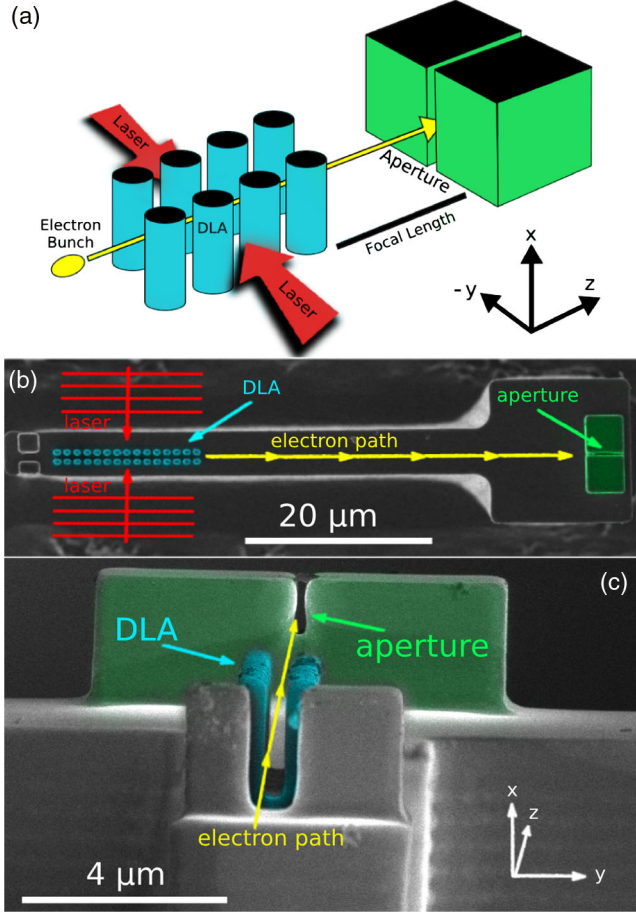 (a)
Laser
Aperture
Electron
Bunch
DLA
Focal Length
Laser
x
-y
z
(b)
DLA
aperture
laser
electron path
laser
20 μm
(c)
DLA
aperture
electron path
x
z
y
4 μm